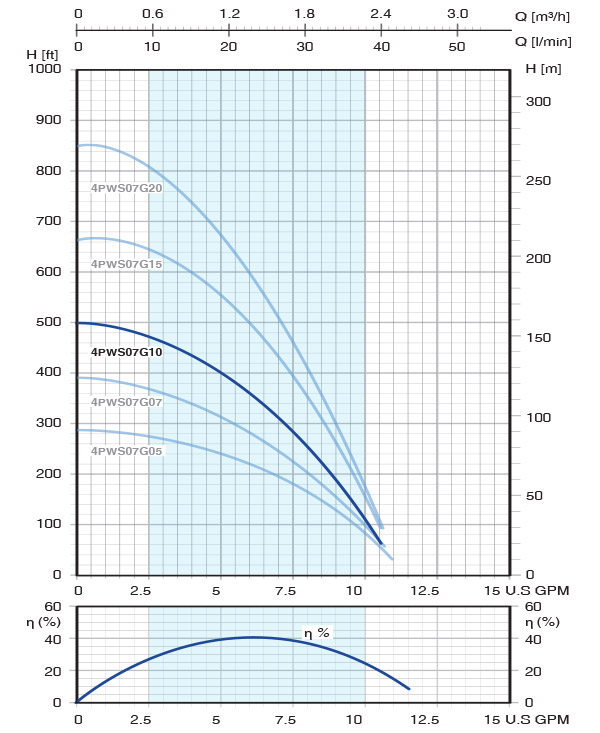 0 0.6 1.2 1.8 2.4 3.0 Q [m³/h]
0 10 20 30 40 50 Q [l/min]
H [ft] H [m]
1000
300
900
800
4PWS07G20 250
700
4PWS07G15 200
600
500
150
4PWS07G10
400
4PWS07G07
100
300
4PWS07G05
200
50
100
0 0
0 2.5 5 7.5 10 12.5 15 U.S GPM
60 60
η (%) η % η (%)
40 40
20 20
0 0
0 2.5 5 7.5 10 12.5 15 U.S GPM